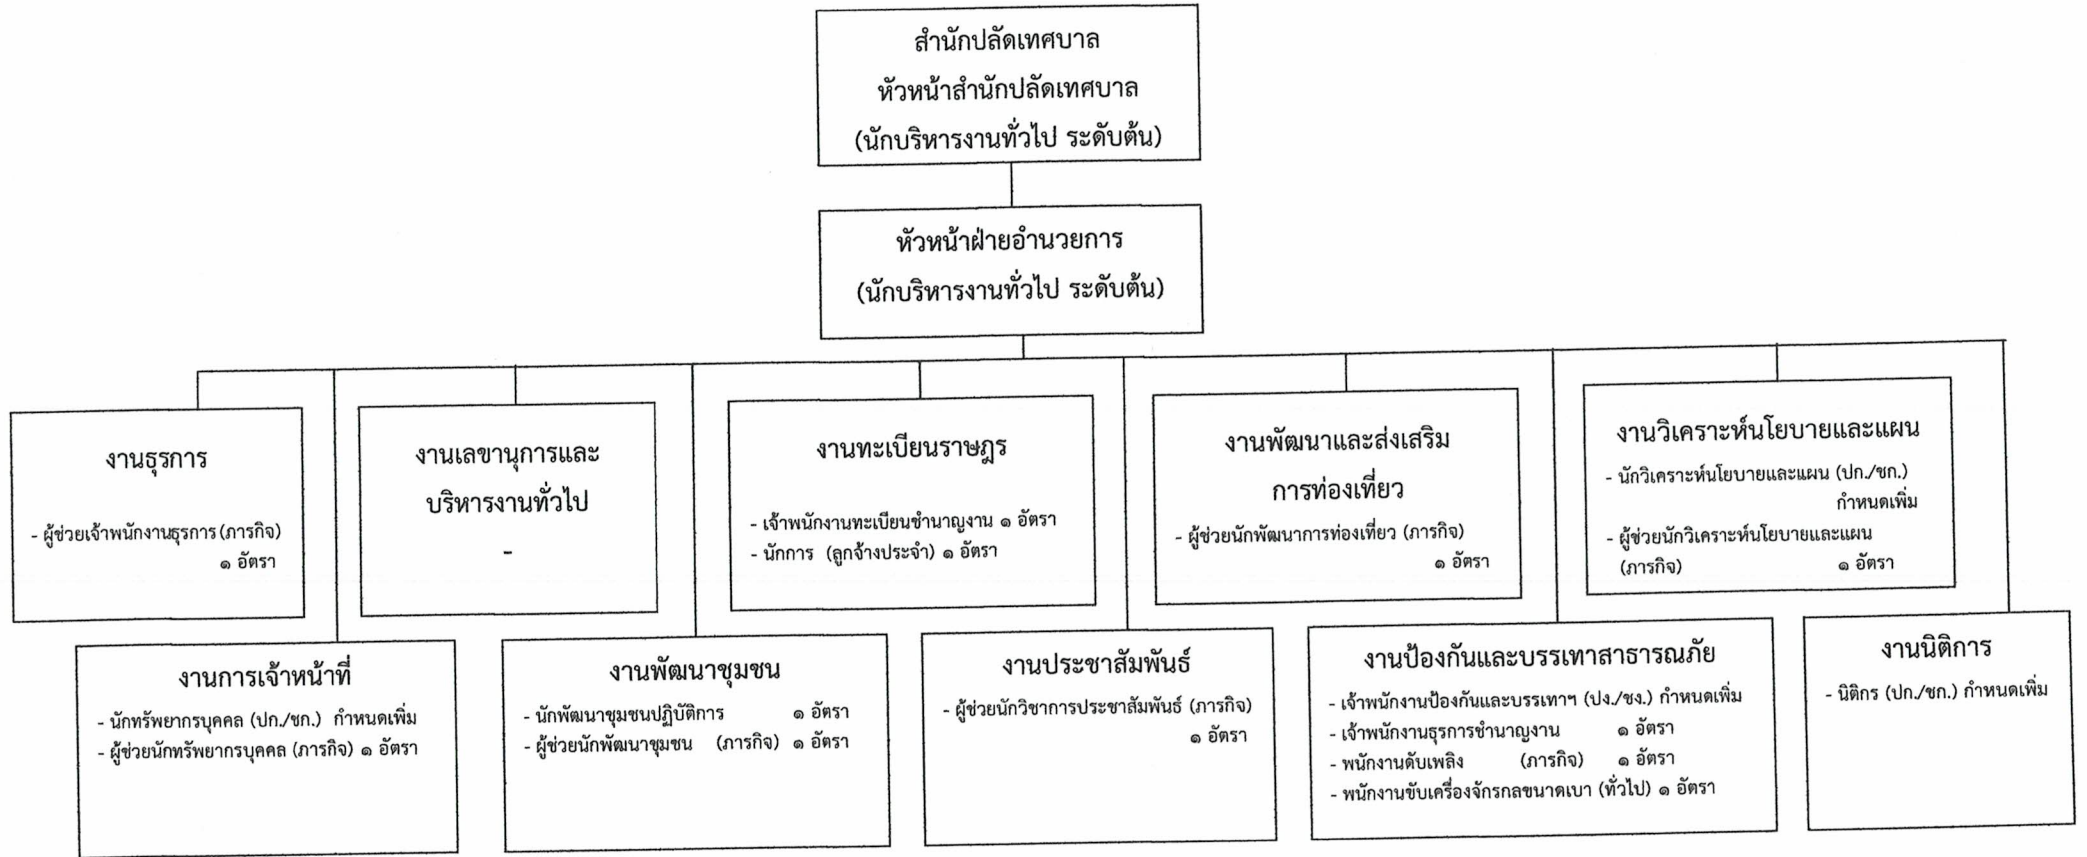 สำนักปลัดเทศบาล
หัวหน้าสำนักปลัดเทศบาล
(นักบริหารงานทั่วไป ระดับต้น)
หัวหน้าฝ่ายอำนวยการ
(นักบริหารงานทั่วไป ระดับต้น)
งานธุรการ
- ผู้ช่วยเจ้าพนักงานธุรการ (ภารกิจ)
๑ อัตรา
งานเลขานุการและ
บริหารงานทั่วไป
-
งานทะเบียนราษฎร
- เจ้าพนักงานทะเบียนชำนาญงาน ๑ อัตรา
- นักการ (ลูกจ้างประจำ) ๑ อัตรา
งานพัฒนาและส่งเสริม
การท่องเที่ยว
- ผู้ช่วยนักพัฒนาการท่องเที่ยว (ภารกิจ)
๑ อัตรา
งานวิเคราะห์นโยบายและแผน
- นักวิเคราะห์นโยบายและแผน (ปก./ชก.)
กำหนดเพิ่ม
- ผู้ช่วยนักวิเคราะห์นโยบายและแผน
(ภารกิจ) ๑ อัตรา
งานการเจ้าหน้าที่
- นักทรัพยากรบุคคล (ปก./ชก.) กำหนดเพิ่ม
- ผู้ช่วยนักทรัพยากรบุคคล (ภารกิจ) ๑ อัตรา
งานพัฒนาชุมชน
- นักพัฒนาชุมชนปฏิบัติการ ๑ อัตรา
- ผู้ช่วยนักพัฒนาชุมชน (ภารกิจ) ๑ อัตรา
งานประชาสัมพันธ์
- ผู้ช่วยนักวิชาการประชาสัมพันธ์ (ภารกิจ)
๑ อัตรา
งานป้องกันและบรรเทาสาธารณภัย
- เจ้าพนักงานป้องกันและบรรเทาฯ (ปง./ชง.) กำหนดเพิ่ม
- เจ้าพนักงานธุรการชำนาญงาน ๑ อัตรา
- พนักงานดับเพลิง (ภารกิจ) ๑ อัตรา
- พนักงานขับเครื่องจักรกลขนาดเบา (ทั่วไป) ๑ อัตรา
งานนิติการ
- นิติกร (ปก./ชก.) กำหนดเพิ่ม